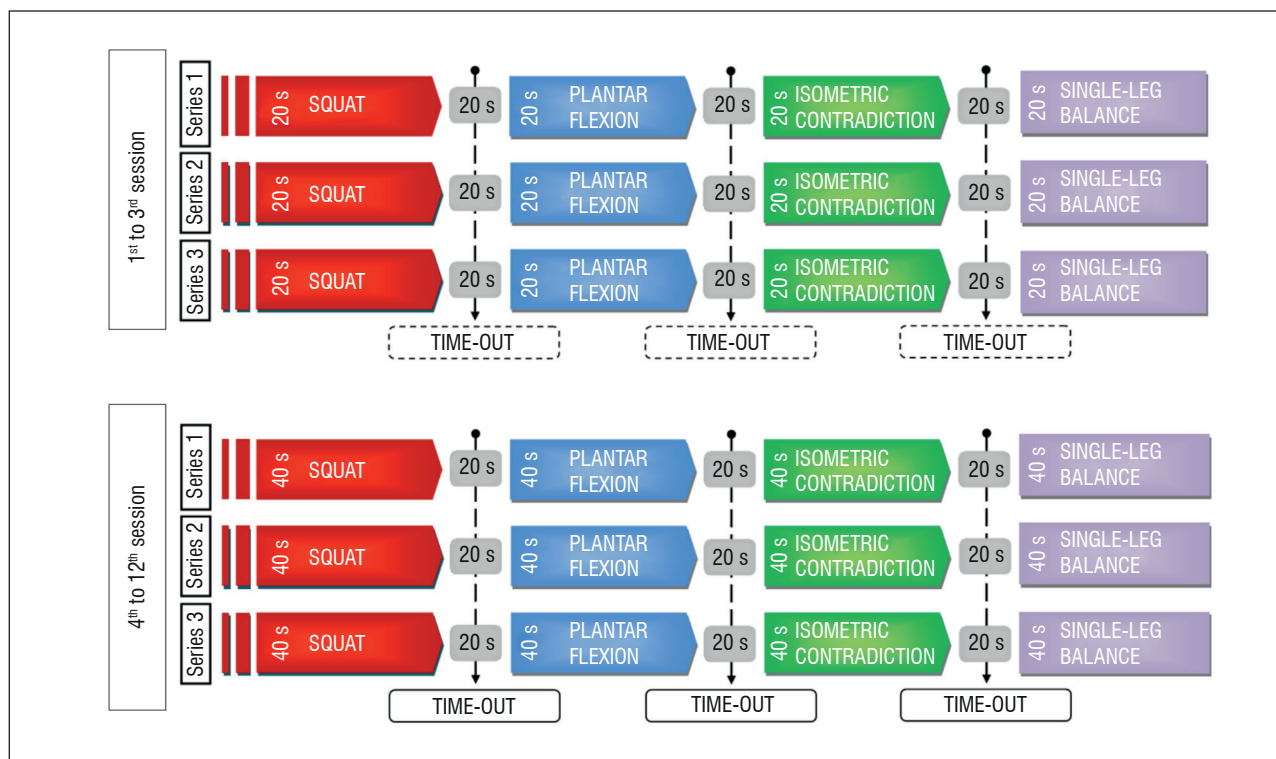 1st to 3rd session
Series 1
20 s SQUAT
20 s
20 s PLANTAR
FLEXION
20 s
20 s ISOMETRIC
CONTRADICTION
20 s
20 s SINGLE-LEG
BALANCE
Series 2
20 s SQUAT
20 s
20 s PLANTAR
FLEXION
20 s
20 s ISOMETRIC
CONTRADICTION
20 s
20 s SINGLE-LEG
BALANCE
Series 3
20 s SQUAT
20 s
20 s PLANTAR
FLEXION
20 s
20 s ISOMETRIC
CONTRADICTION
20 s
20 s SINGLE-LEG
BALANCE
TIME-OUT
TIME-OUT
TIME-OUT
4th to 12th session
Series 1
40 s SQUAT
20 s
40 s PLANTAR
FLEXION
20 s
40 s ISOMETRIC
CONTRADICTION
20 s
40 s SINGLE-LEG
BALANCE
Series 2
40 s SQUAT
20 s
40 s PLANTAR
FLEXION
20 s
40 s ISOMETRIC
CONTRADICTION
20 s
40 s SINGLE-LEG
BALANCE
Series 3
40 s SQUAT
20 s
40 s PLANTAR
FLEXION
20 s
40 s ISOMETRIC
CONTRADICTION
20 s
40 s SINGLE-LEG
BALANCE
TIME-OUT
TIME-OUT
TIME-OUT